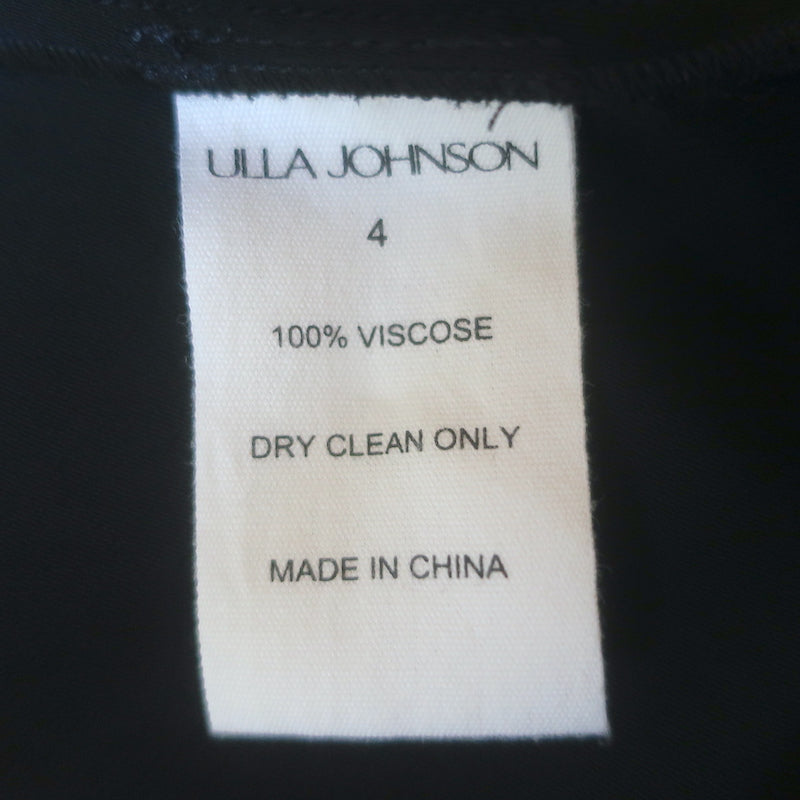 ULLA JOHNSON
4
100% VISCOSE
DRY CLEAN ONLY
MADE IN CHINA